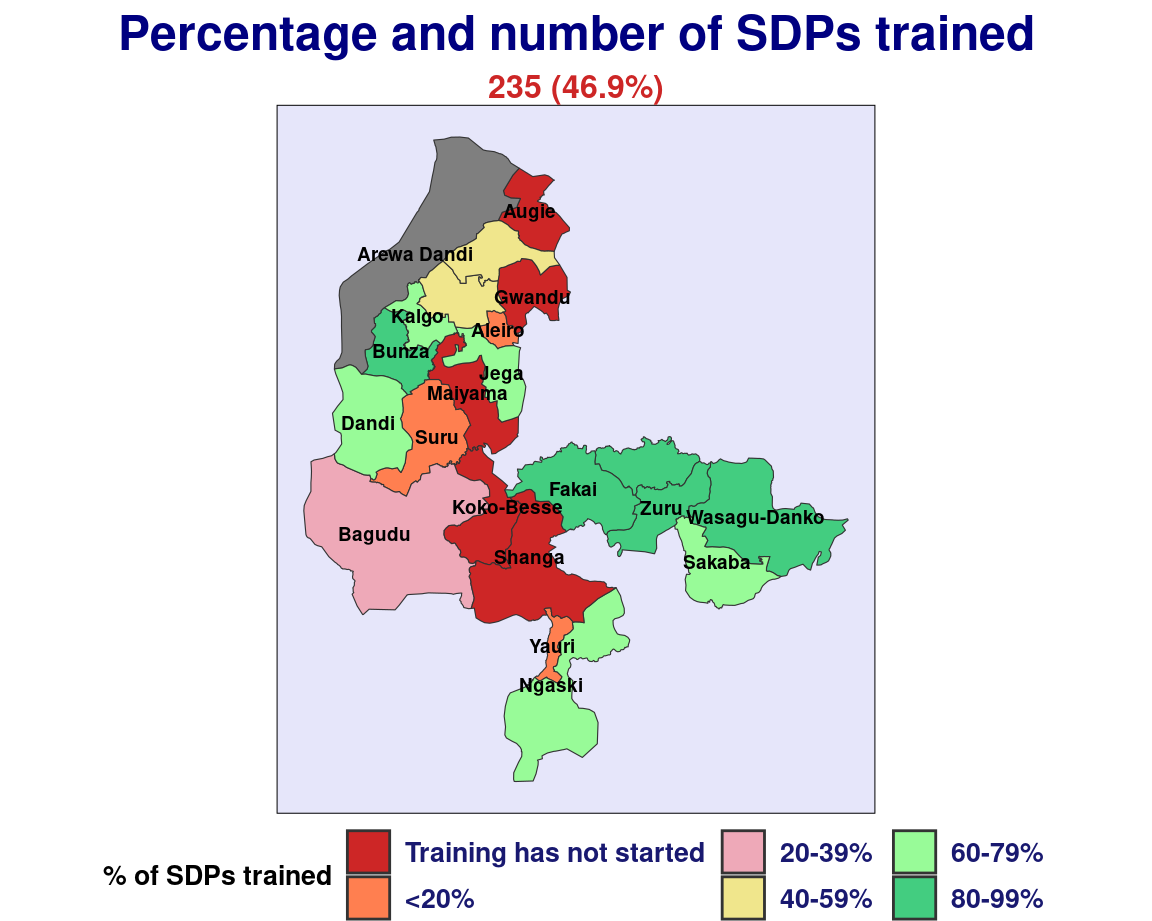 Percentage and number of SDPs trained
235 (46.9%)
Augie
Arewa Dandi
Gwandu
Kalgo
Aleiro
Bunza
Jega
Maiyama
Dandi
Suru
Fakai
Koko-Besse
Zuru
Wasagu-Danko
Bagudu
Shanga
Sakaba
Yauri
Ngaski
% of SDPs trained
Training has not started
<20%
20-39%
40-59%
60-79%
80-99%